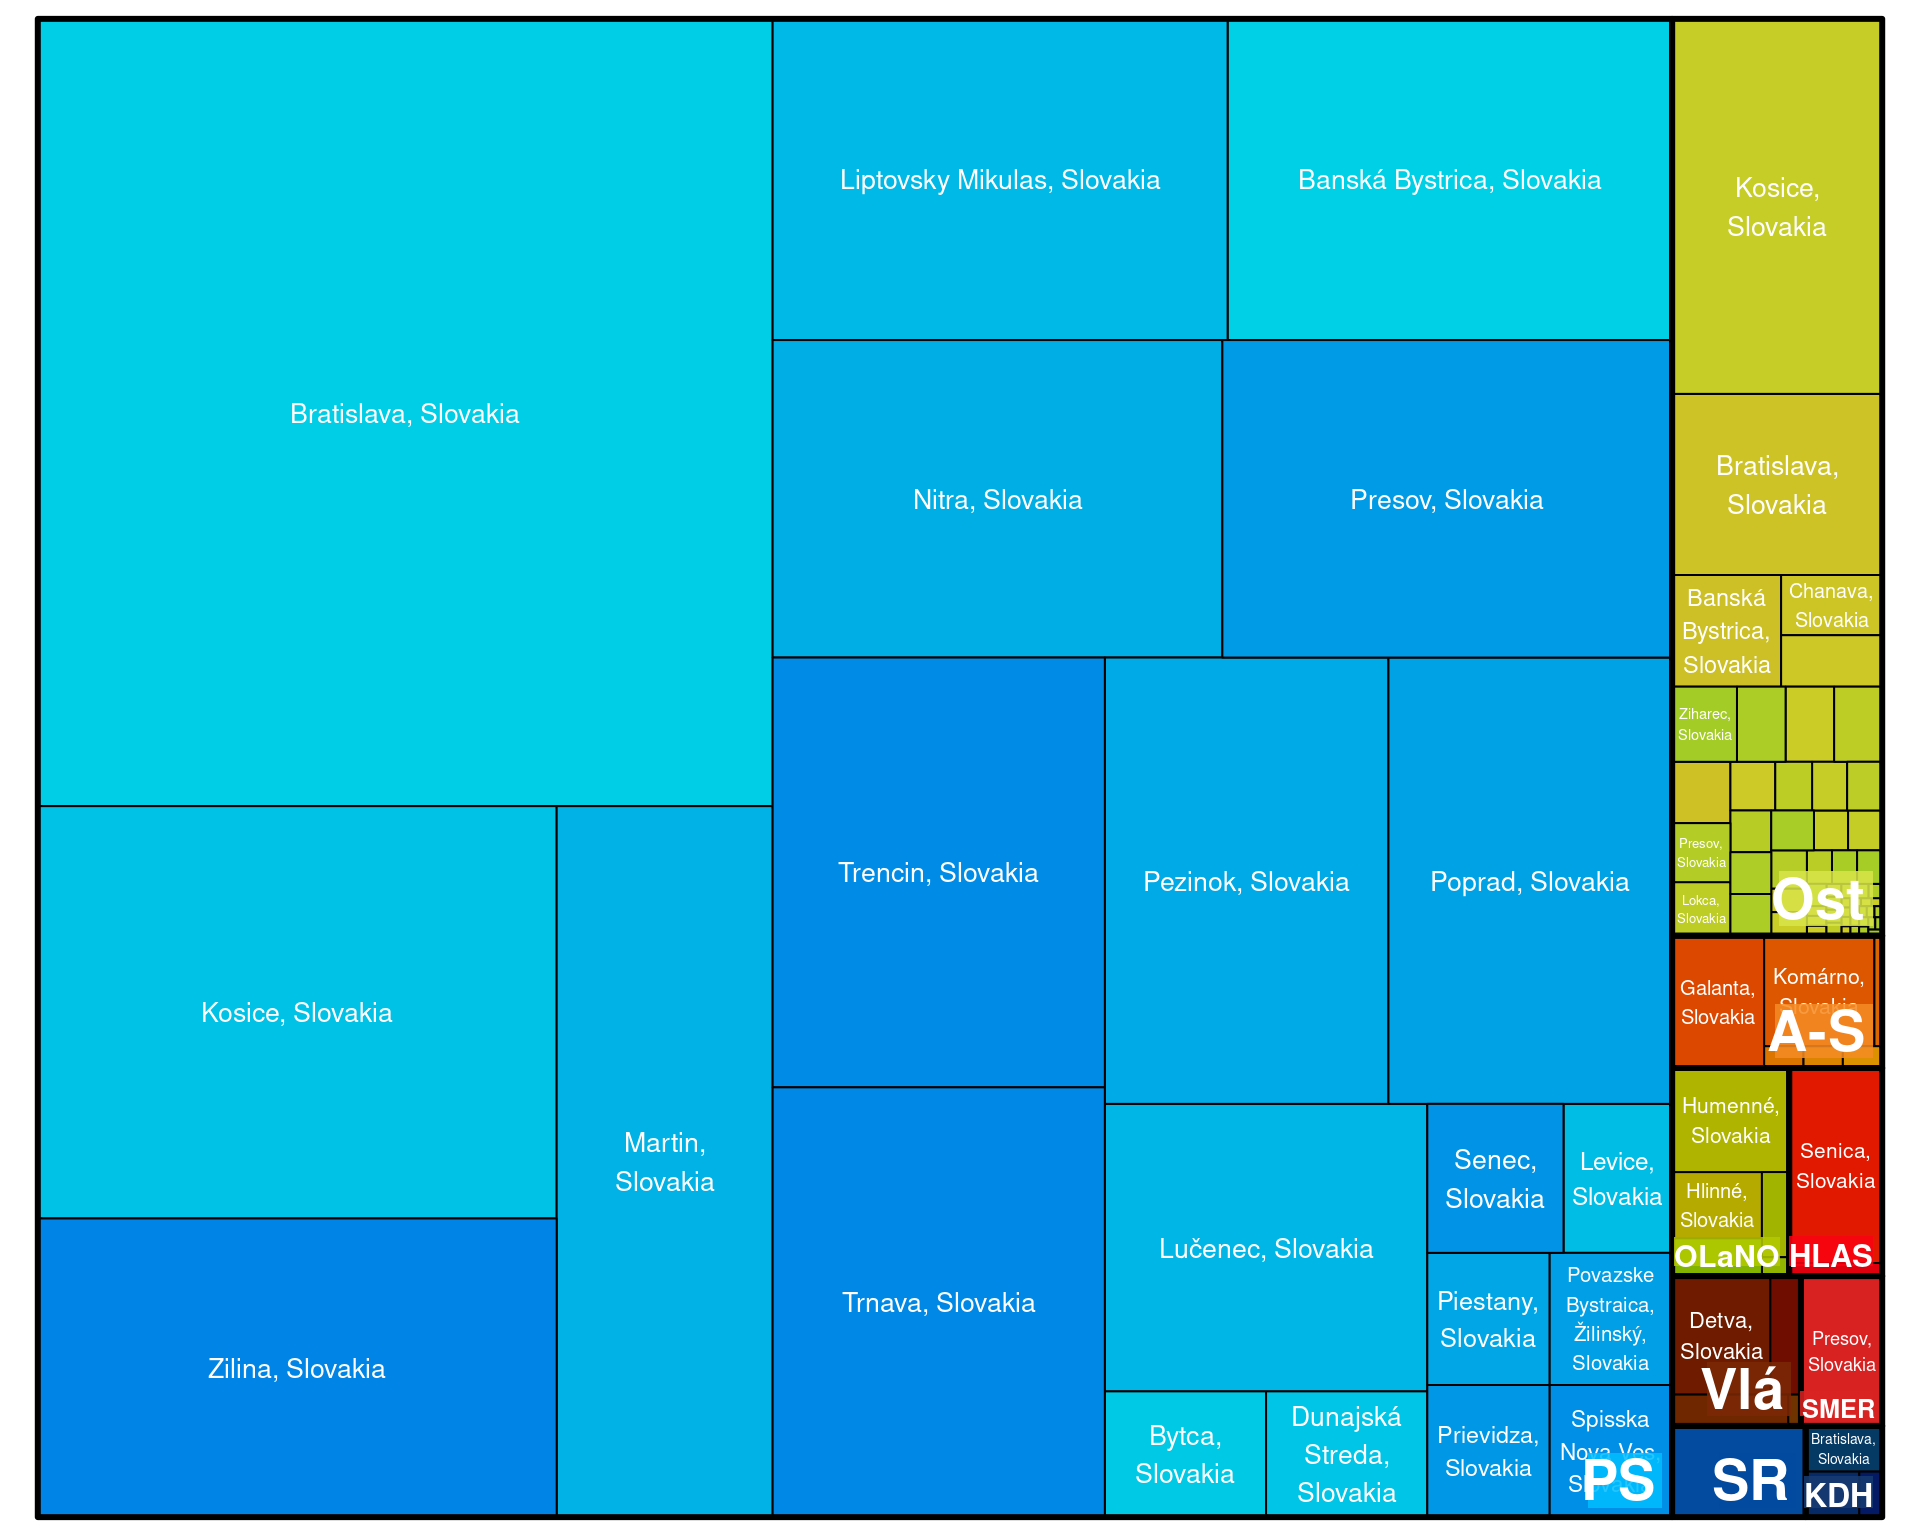 Bratislava, Slovakia
Liptovsky Mikulas, Slovakia
Banská Bystrica, Slovakia
Nitra, Slovakia
Presov, Slovakia
Kosice, Slovakia
Zilina, Slovakia
Martin,
Slovakia
Trencin, Slovakia
Trnava, Slovakia
Pezinok, Slovakia
Poprad, Slovakia
Lučenec, Slovakia
Bytca,
Slovakia
Dunajská
Streda,
Slovakia
Senec,
Slovakia
Levice,
Slovakia
Piestany,
Slovakia
Povazske
Bystraica,
Žilinský,
Slovakia
Prievidza,
Slovakia
Spisska
Nova Ves,
Slovakia
PS
Kosice,
Slovakia
Bratislava,
Slovakia
Banská
Bystrica,
Slovakia
Chanava,
Slovakia
Ziharec,
Slovakia
Presov,
Slovakia
Lokca,
Slovakia
Ost
Galanta,
Slovakia
Komárno,
Slovakia
A-S
Humenné,
Slovakia
Hlinné,
Slovakia
OLaNO
Senica,
Slovakia
HLAS
Detva,
Slovakia
Vlá
Presov,
Slovakia
SMER
SR
Bratislava,
Slovakia
KDH